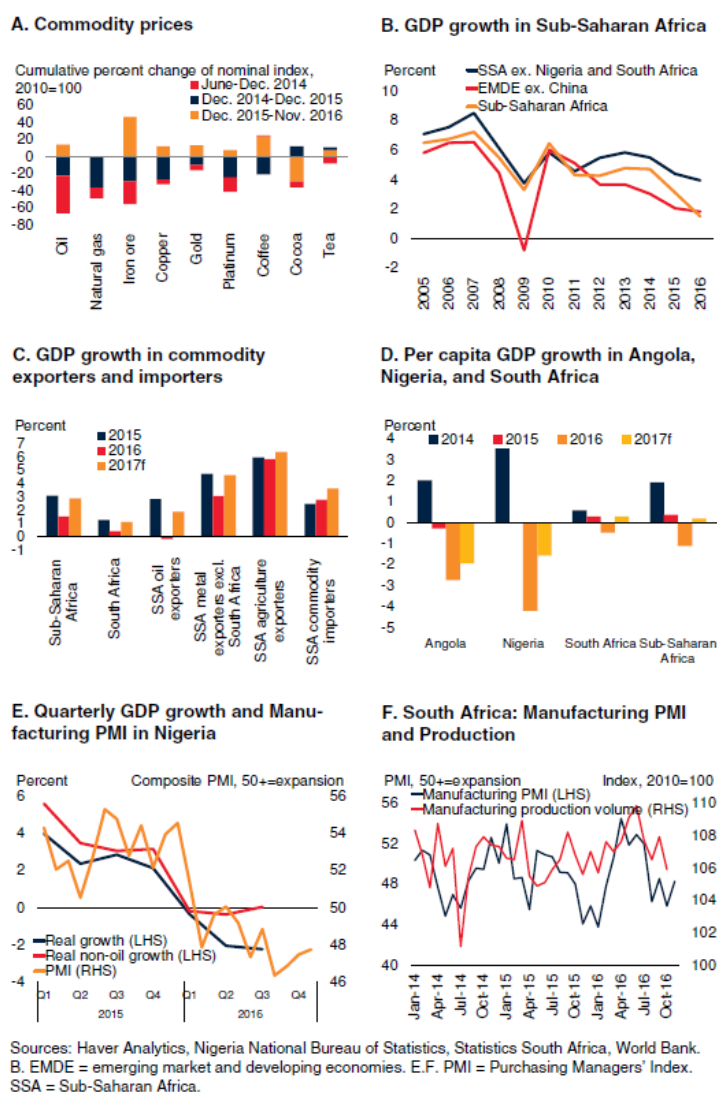 A. Commodity prices
Cumulative percent change of nominal index,
2010=100
June-Dec. 2014
Dec. 2014-Dec. 2015
Dec. 2015-Nov. 2016
60
40
20
0
-20
-40
-60
-80
Oil
Natural gas
Iron ore
Copper
Gold
Platinum
Coffee
Cocoa
Tea
B. GDP growth in Sub-Saharan Africa
Percent
SSA ex. Nigeria and South Africa
EMDE ex. China
Sub-Saharan Africa
10
8
6
4
2
0
-2
2005
2006
2007
2008
2009
2010
2011
2012
2013
2014
2015
2016
C. GDP growth in commodity
exporters and importers
Percent
2015
2016
2017f
7
6
5
4
3
2
1
0
-1
Sub-Saharan
Africa
South Africa
SSA oil
exporters
SSA metal
exporters excl.
South Africa
SSA agriculture
exporters
SSA commodity
importers
D. Per capita GDP growth in Angola,
Nigeria, and South Africa
Percent
2014
2015
2016
2017f
4
3
2
1
0
-1
-2
-3
-4
-5
Angola
Nigeria
South Africa
Sub-Saharan
Africa
E. Quarterly GDP growth and Manu-
facturing PMI in Nigeria
Percent
Composite PMI, 50+=expansion
6
4
2
0
-2
-4
56
54
52
50
48
46
Real growth (LHS)
Real non-oil growth (LHS)
PMI (RHS)
Q1
Q2
Q3
Q4
Q1
Q2
Q3
Q4
2015
2016
F. South Africa: Manufacturing PMI
and Production
PMI, 50+=expansion
Index, 2010=100
Manufacturing PMI (LHS)
Manufacturing production volume (RHS)
56
52
48
44
40
110
108
106
104
102
100
Jan-14
Apr-14
Jul-14
Oct-14
Jan-15
Apr-15
Jul-15
Oct-15
Jan-16
Apr-16
Jul-16
Oct-16
Sources: Haver Analytics, Nigeria National Bureau of Statistics, Statistics South Africa, World Bank.
B. EMDE = emerging market and developing economies. E.F. PMI = Purchasing Managers' Index.
SSA = Sub-Saharan Africa.